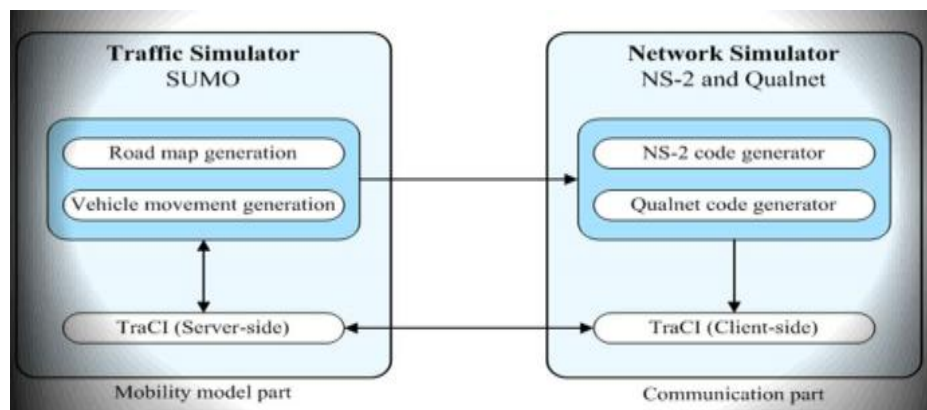 Traffic Simulator
SUMO
Road map generation
Vehicle movement generation
TraCI (Server-side)
Mobility model part
Network Simulator
NS-2 and Qualnet
NS-2 code generator
Qualnet code generator
TraCI (Client-side)
Communication part